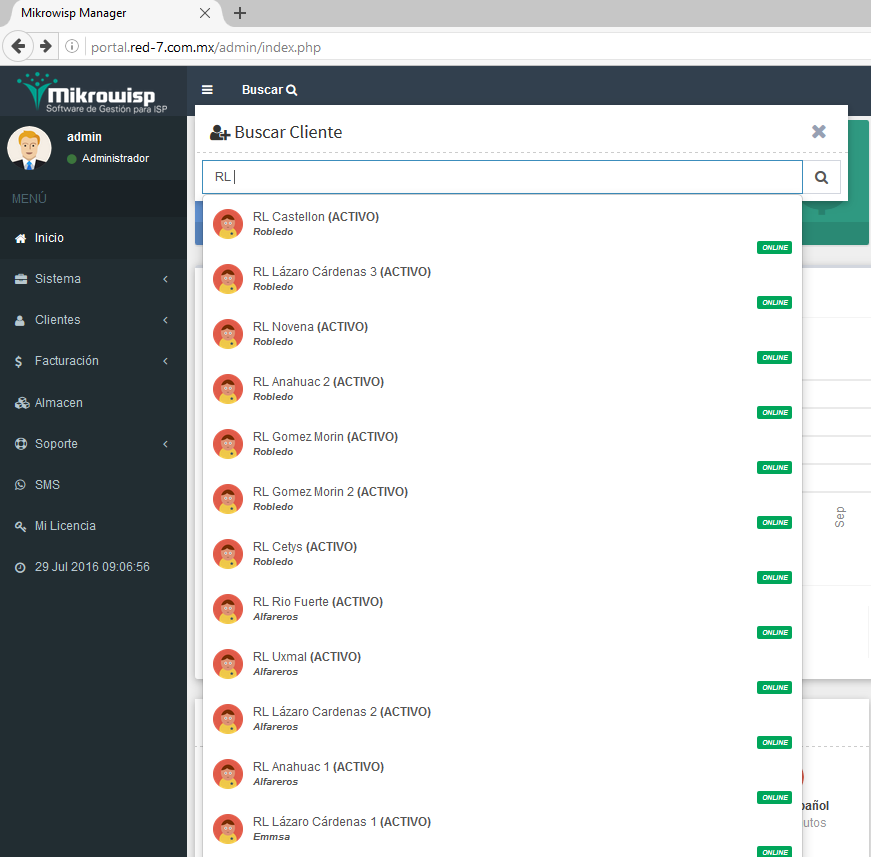 Mikrowisp Manager
portal.red-7.com.mx/admin/index.php
Mikrowisp
Software de Gestión para ISP
Buscar
admin
Administrador
MENÚ
Inicio
Sistema
Clientes
Facturación
Almacen
Soporte
SMS
Mi Licencia
29 Jul 2016 09:06:56
Buscar Cliente
RL
RL Castellon (ACTIVO)
Robledo
ONLINE
RL Lázaro Cárdenas 3 (ACTIVO)
Robledo
ONLINE
RL Novena (ACTIVO)
Robledo
ONLINE
RL Anahuac 2 (ACTIVO)
Robledo
ONLINE
RL Gomez Morin (ACTIVO)
Robledo
ONLINE
RL Gomez Morin 2 (ACTIVO)
Robledo
ONLINE
RL Cetys (ACTIVO)
Robledo
ONLINE
RL Rio Fuerte (ACTIVO)
Alfareros
ONLINE
RL Uxmal (ACTIVO)
Alfareros
ONLINE
RL Lázaro Cardenas 2 (ACTIVO)
Alfareros
ONLINE
RL Anahuac 1 (ACTIVO)
Alfareros
ONLINE
RL Lázaro Cárdenas 1 (ACTIVO)
Emmsa
ONLINE
Sep
pañol
utos